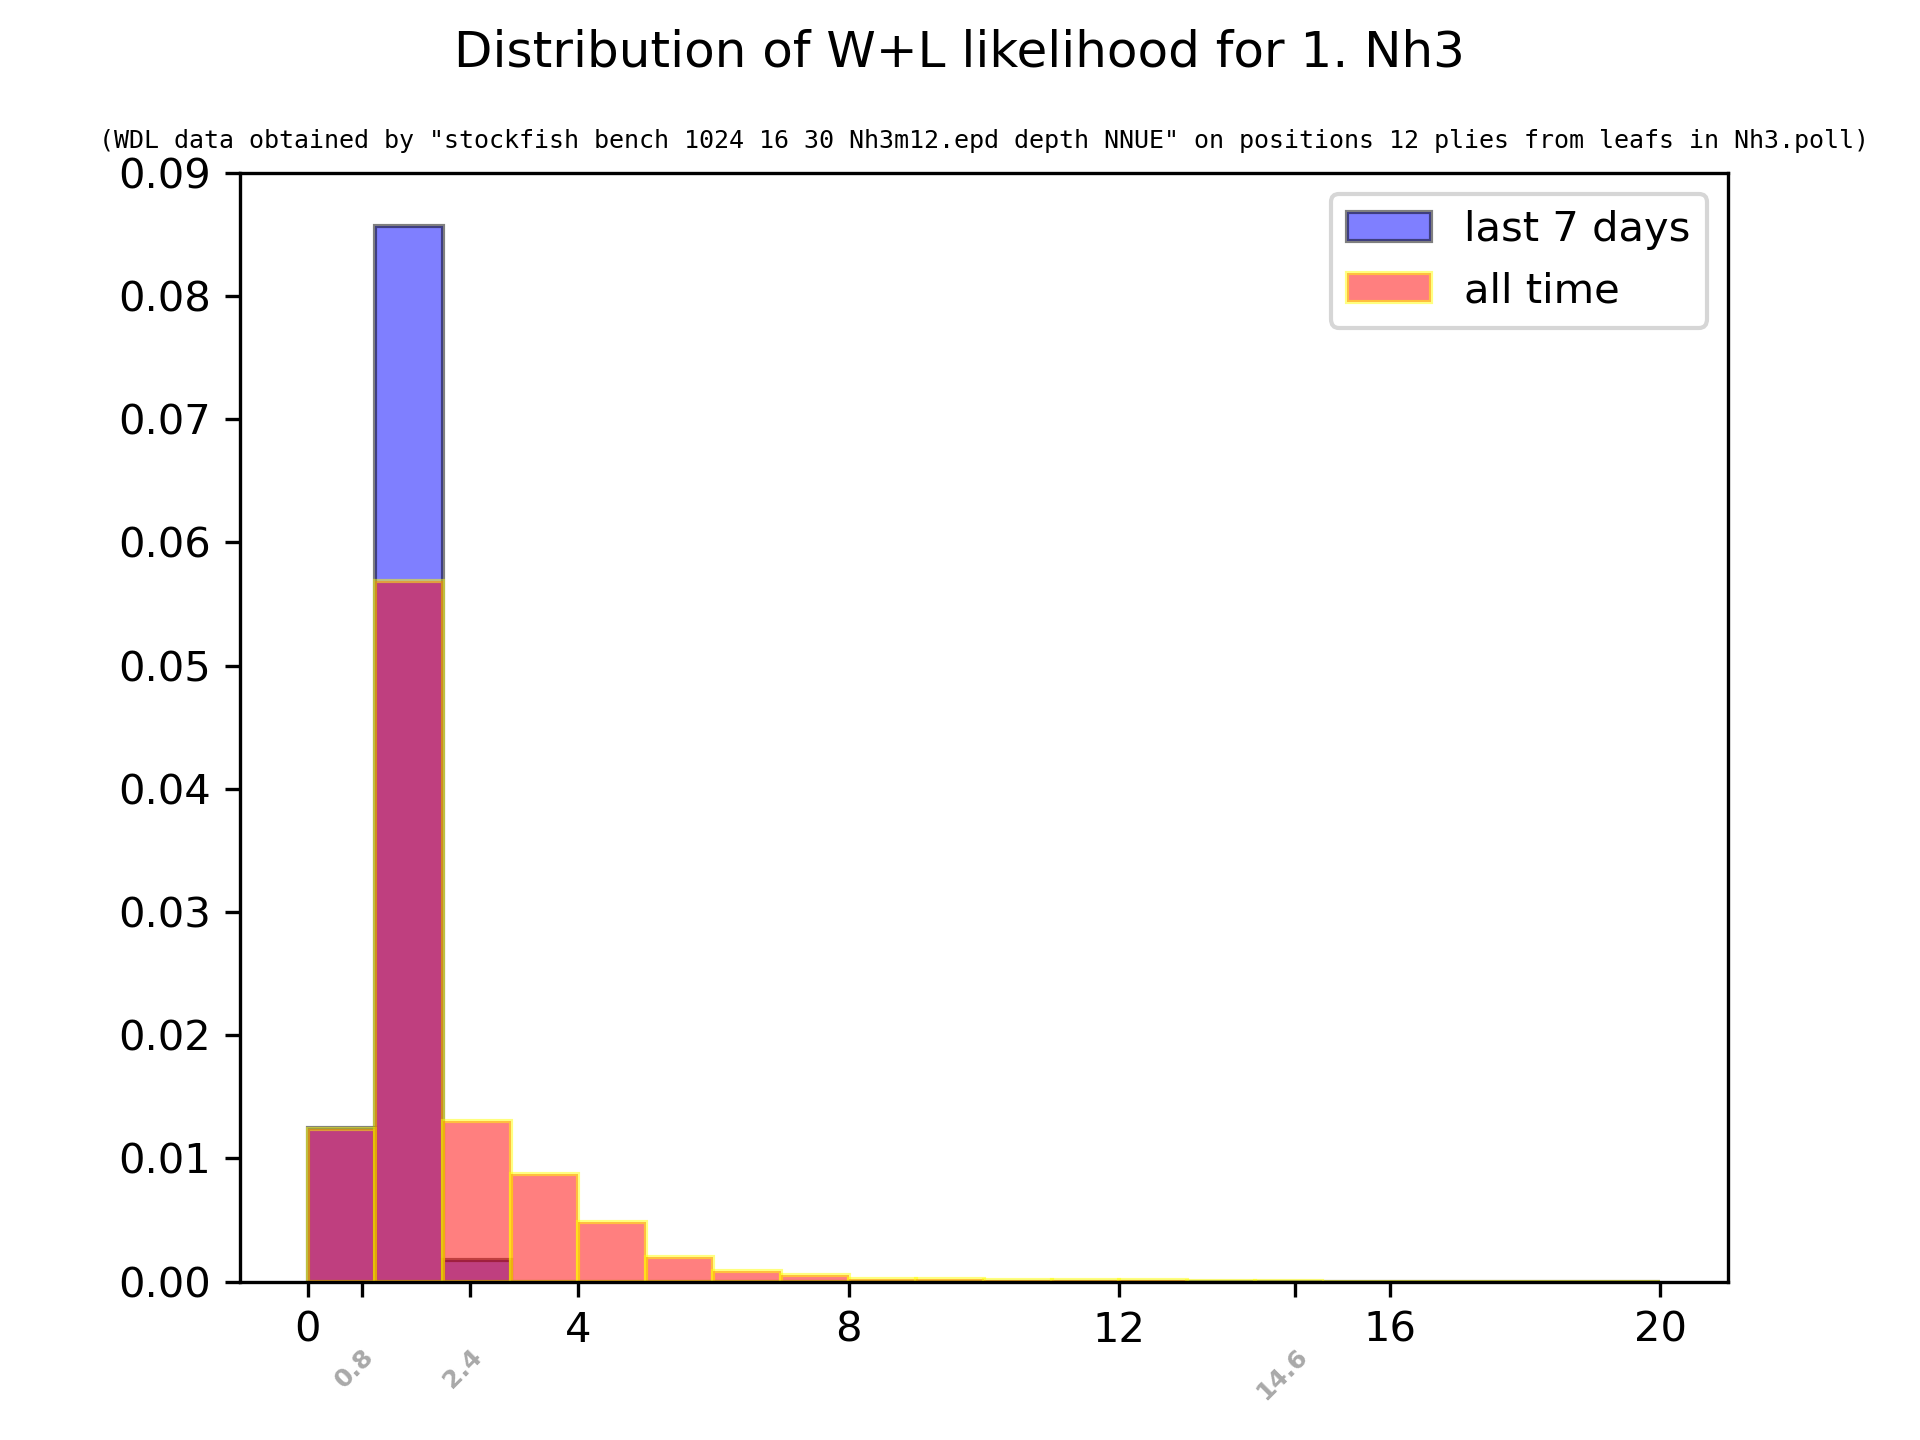 Distribution of W+L likelihood for 1. Nh3
(WDL data obtained by "stockfish bench 1024 16 30 Nh3m12.epd depth NNUE" on positions 12 plies from leafs in Nh3.poll)
last 7 days
all time
0.09
0.08
0.07
0.06
0.05
0.04
0.03
0.02
0.01
0.00
0 4 8 12 16 20
0.8 2.4 14.6